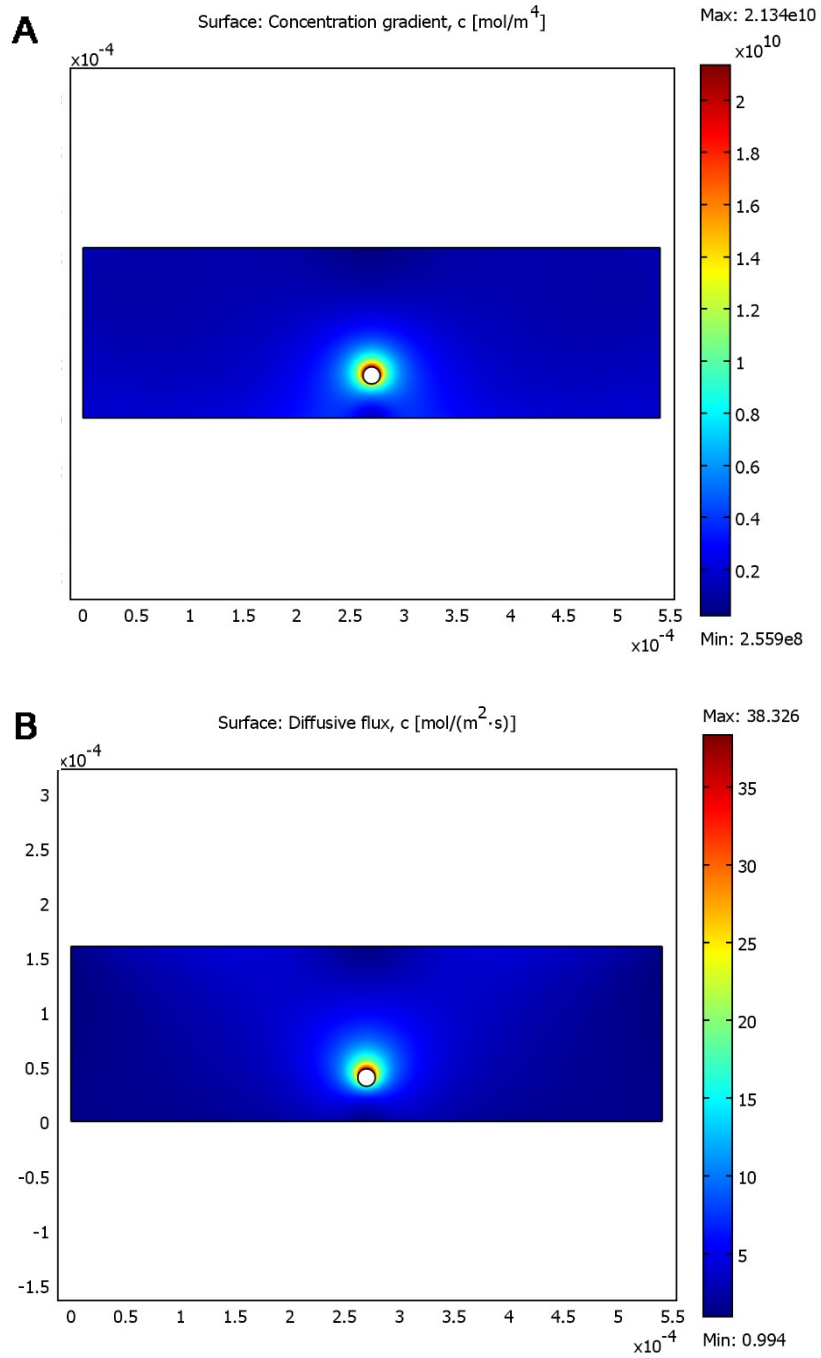 A
Surface: Concentration gradient, c [mol/m^4]
Max: 2.134e10
x10^-4
x10^10
2
1.8
1.6
1.4
1.2
1
0.8
0.6
0.4
0.2
0 0.5 1 1.5 2 2.5 3 3.5 4 4.5 5 5.5
x10^-4
Min: 2.559e8
B
Surface: Diffusive flux, c [mol/(m^2·s)]
Max: 38.326
x10^-4
3
2.5
2
1.5
1
0.5
0
-0.5
-1
-1.5
35
30
25
20
15
10
5
0 0.5 1 1.5 2 2.5 3 3.5 4 4.5 5 5.5
x10^-4
Min: 0.994